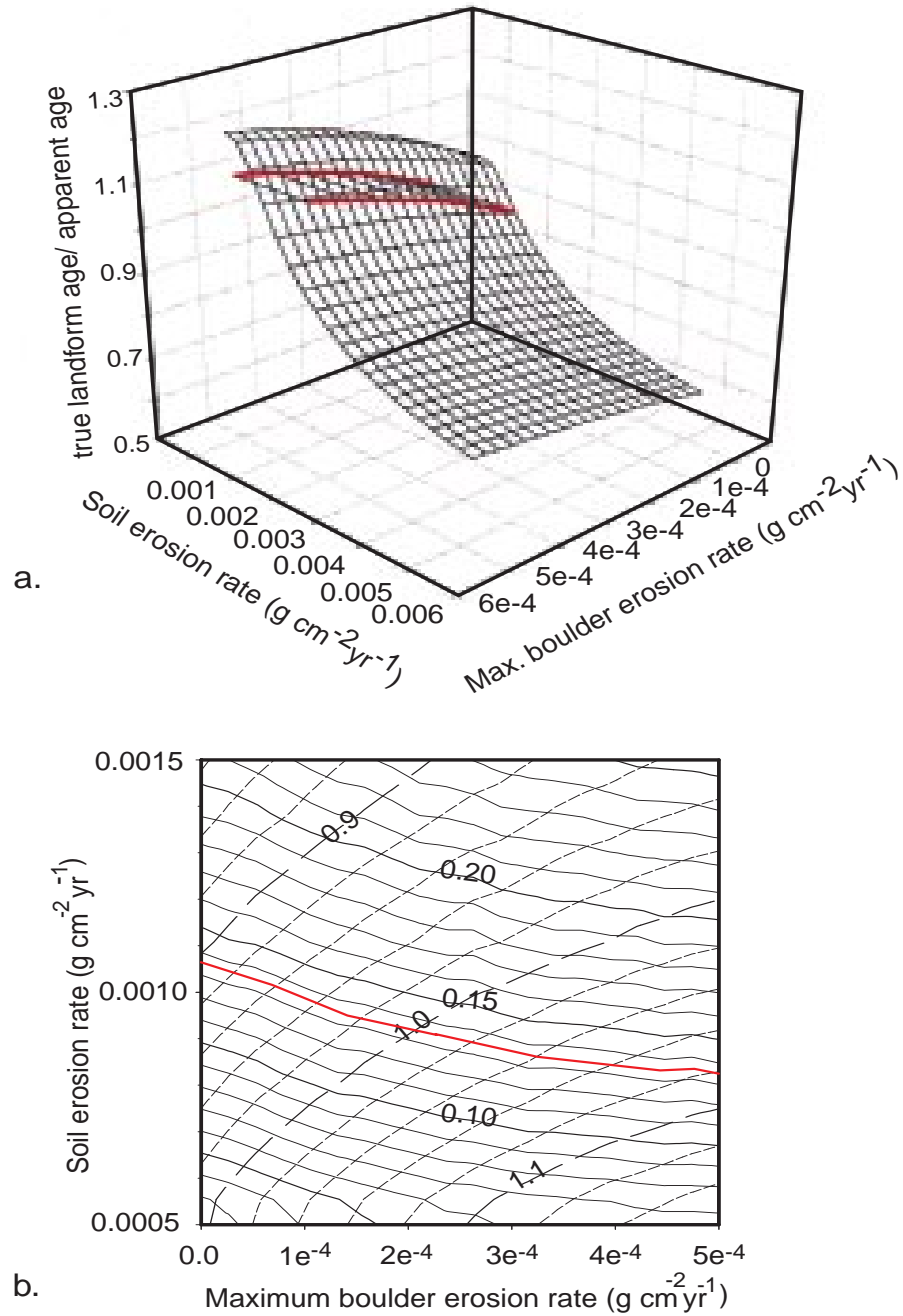 1.3
1.1
0.9
0.7
0.5
true landform age/ apparent age
0.001
0.002
0.003
0.004
0.005
0.006
Soil erosion rate (g cm-2yr-1)
0
1e-4
2e-4
3e-4
4e-4
5e-4
6e-4
Max. boulder erosion rate (g cm-2yr-1)
a.
0.0015
0.0010
0.0005
Soil erosion rate (g cm-2yr-1)
0.9
0.20
0.15
1.0
0.10
1.1
0.0 1e-4 2e-4 3e-4 4e-4 5e-4
Maximum boulder erosion rate (g cm-2yr-1)
b.